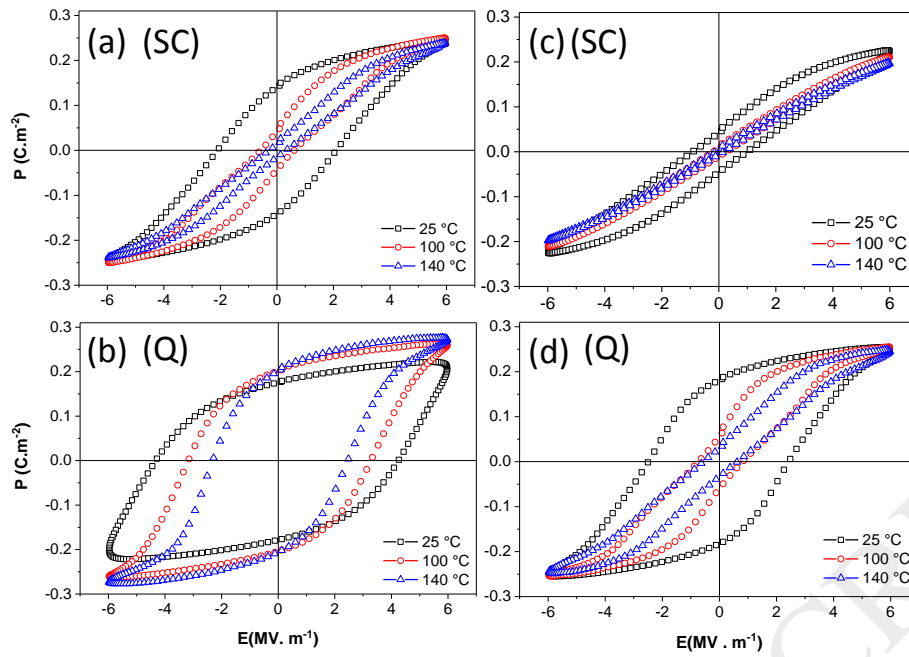 (a) (SC)
0.3
0.2
0.1
0.0
-0.1
-0.2
-0.3
P (C.m⁻²)
-6 -4 -2 0 2 4 6
25 °C
100 °C
140 °C
(c) (SC)
0.3
0.2
0.1
0.0
-0.1
-0.2
-0.3
P (C.m⁻²)
-6 -4 -2 0 2 4 6
25 °C
100 °C
140 °C
(b) (Q)
0.3
0.2
0.1
0.0
-0.1
-0.2
-0.3
P (C.m⁻²)
-6 -4 -2 0 2 4 6
E(MV. m⁻¹)
25 °C
100 °C
140 °C
(d) (Q)
0.3
0.2
0.1
0.0
-0.1
-0.2
-0.3
P (C.m⁻²)
-6 -4 -2 0 2 4 6
E(MV . m⁻¹)
25 °C
100 °C
140 °C